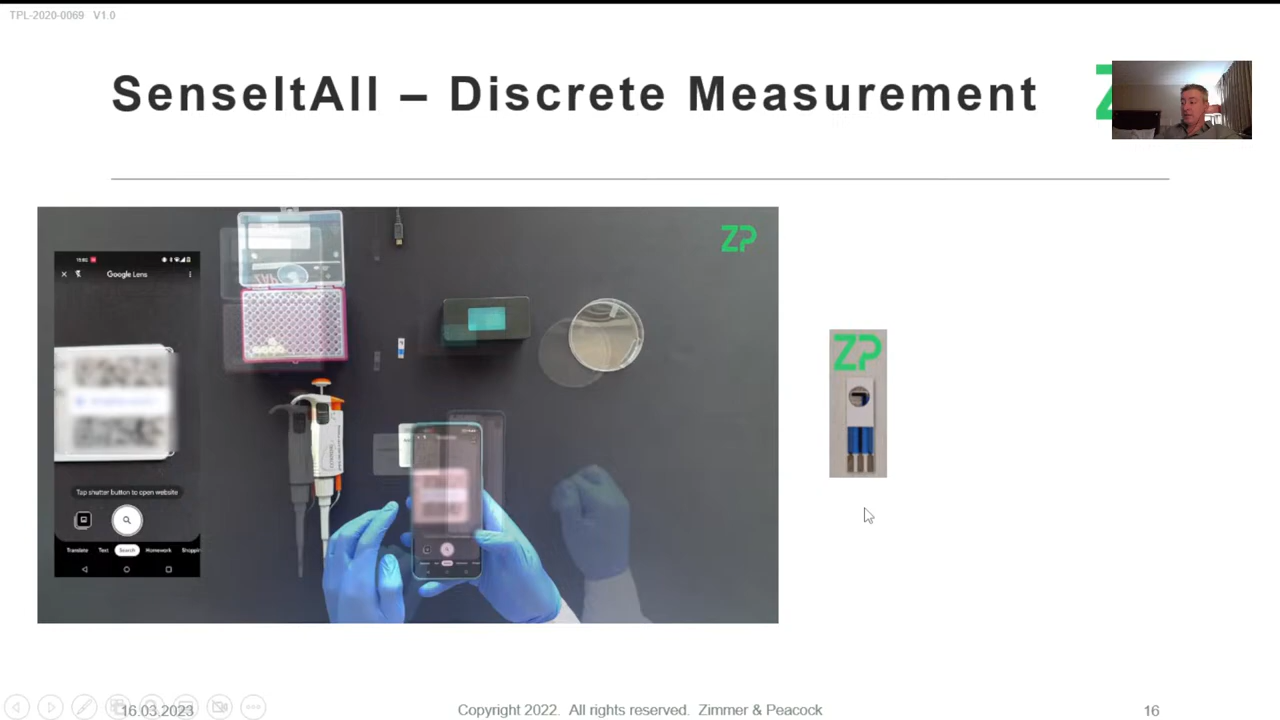 TPL-2020-0069 V1.0
SenseItAll – Discrete Measurement
ZP
Google Lens
Tap shutter button to open website
Translate Text Search Homework Shopping
ZP
16.03.2023
Copyright 2022. All rights reserved. Zimmer & Peacock
16